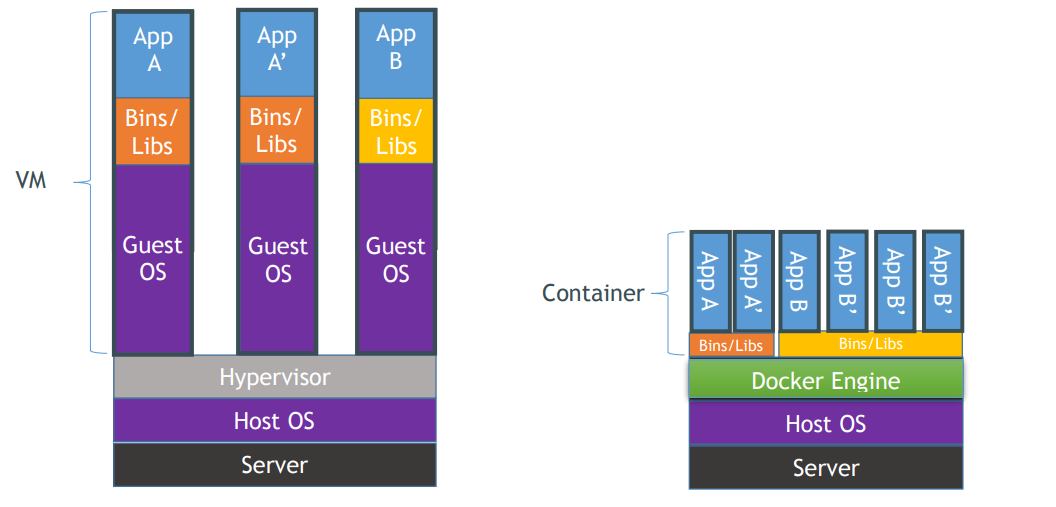 App
A
App
A’
App
B
Bins/
Libs
Bins/
Libs
Bins/
Libs
VM
Guest
OS
Guest
OS
Guest
OS
Hypervisor
Host OS
Server
Container
App A
App A’
App B
App B’
App B’
App B’
Bins/Libs
Bins/Libs
Docker Engine
Host OS
Server